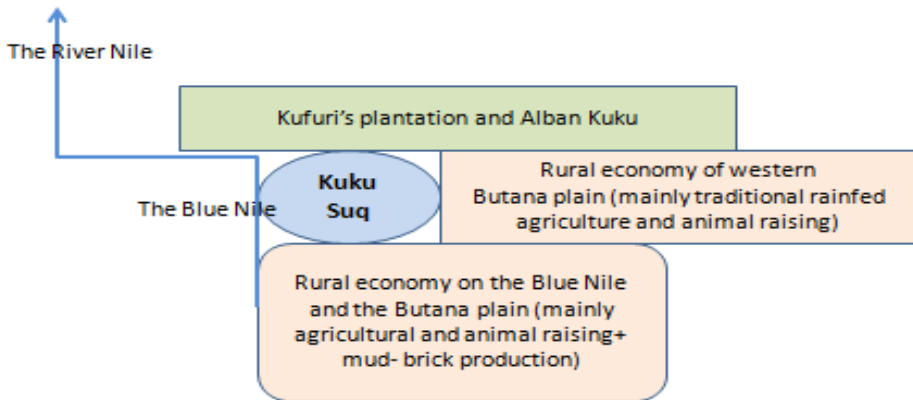 The River Nile
Kufuri's plantation and Alban Kuku
Kuku
Suq
Rural economy of western
Butana plain (mainly traditional rainfed
agriculture and animal raising)
The Blue Nile
Rural economy on the Blue Nile
and the Butana plain (mainly
agricultural and animal raising+
mud- brick production)